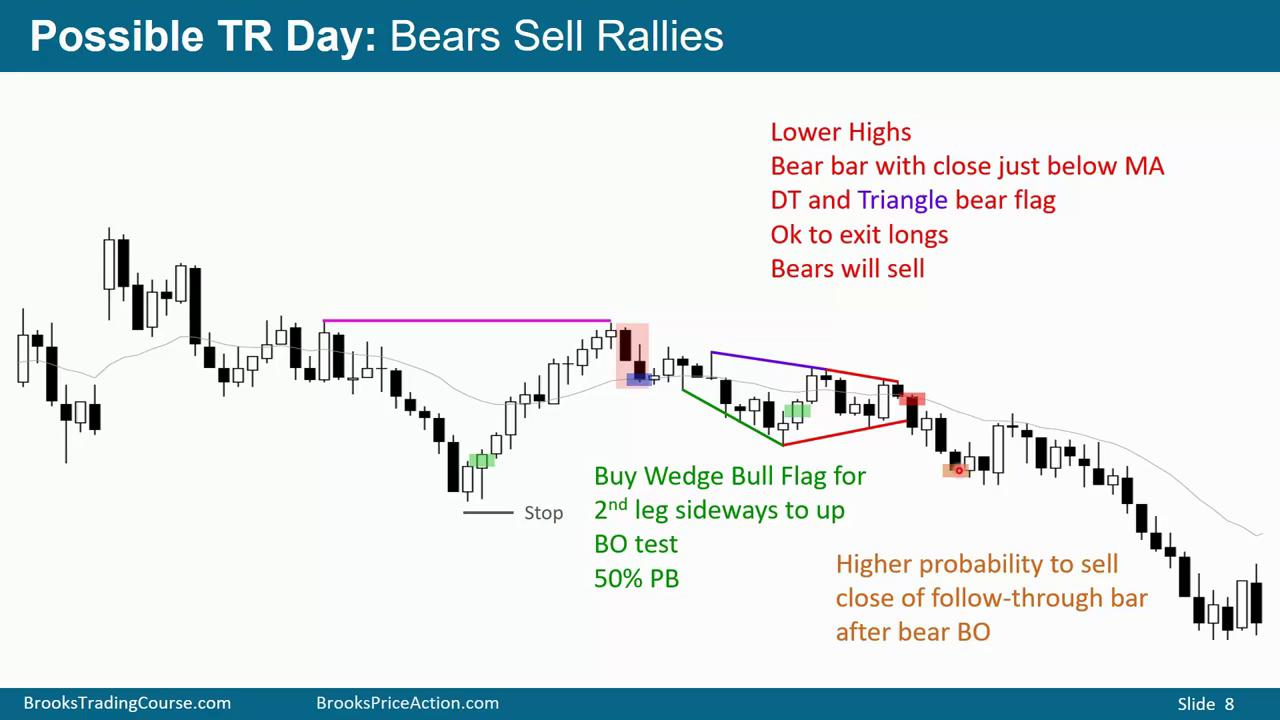 Possible TR Day: Bears Sell Rallies
Lower Highs
Bear bar with close just below MA
DT and Triangle bear flag
Ok to exit longs
Bears will sell
Buy Wedge Bull Flag for
2nd leg sideways to up
BO test
50% PB
Stop
Higher probability to sell
close of follow-through bar
after bear BO
BrooksTradingCourse.com
BrooksPriceAction.com
Slide 8